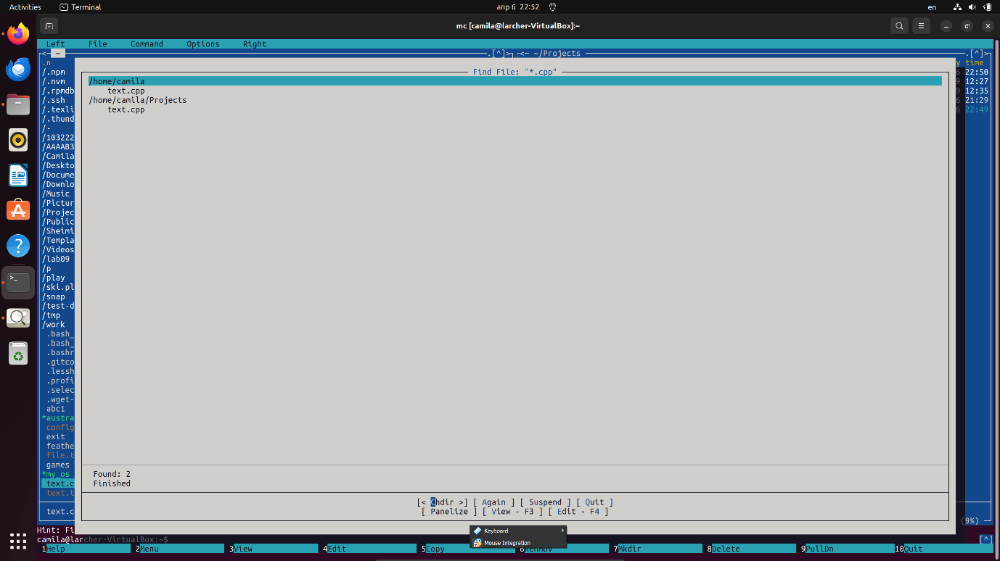 Activities Terminal апр 6 22:52 en
mc [camila@larcher-VirtualBox]:~
Left File Command Options Right
<─ ~ .[^]>┐┌<─ ~/Projects .[^]>
.n y time
/.npm 6 22:50
/.nvm 9 12:27
/.rpmdb 9 12:35
/.ssh 6 21:29
/.texli 6 22:49
/.thund
/-
/103222
/AAAAB3
/Camila
/Deskto
/Docume
/Downlo
/Music
/Pictur
/Projec
/Public
/Sheimi
/Templa
/Videos
/lab09
/p
/play
/ski.pl
/snap
/test-d
/tmp
/work
.bash_
.bash_
.bashr
.gitco
.lessh
.profi
.selec
.wget-
abc1
*austra
config
exit
feathe
file.t
games
*my_os
text.c
text.t
text.c
Find File: "*.cpp"
/home/camila
text.cpp
/home/camila/Projects
text.cpp
Found: 2
Finished
[< Chdir >] [ Again ] [ Suspend ] [ Quit ]
[ Panelize ] [ View - F3 ] [ Edit - F4 ]
(9%)
Hint: Fi
camila@larcher-VirtualBox:~$ [^]
Keyboard
Mouse Integration
1Help 2Menu 3View 4Edit 5Copy 6RenMov 7Mkdir 8Delete 9PullDn 10Quit